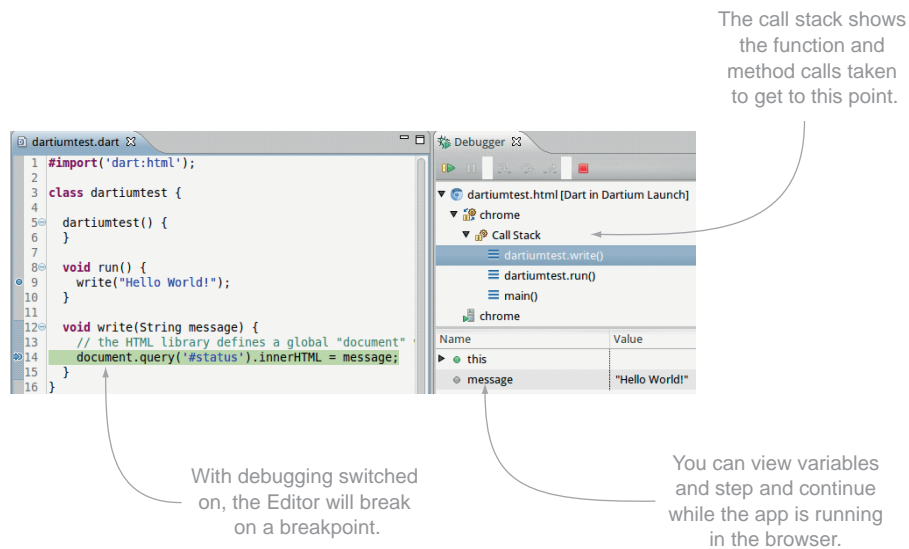 The call stack shows
the function and
method calls taken
to get to this point.
dartiumtest.dart
1 #import('dart:html');
2
3 class dartiumtest {
4
5 dartiumtest() {
6 }
7
8 void run() {
9 write("Hello World!");
10 }
11
12 void write(String message) {
13 // the HTML library defines a global "document"
14 document.query('#status').innerHTML = message;
15 }
16 }
Debugger
dartiumtest.html [Dart in Dartium Launch]
chrome
Call Stack
dartiumtest.write()
dartiumtest.run()
main()
chrome
Name Value
this
message "Hello World!"
With debugging switched
on, the Editor will break
on a breakpoint.
You can view variables
and step and continue
while the app is running
in the browser.